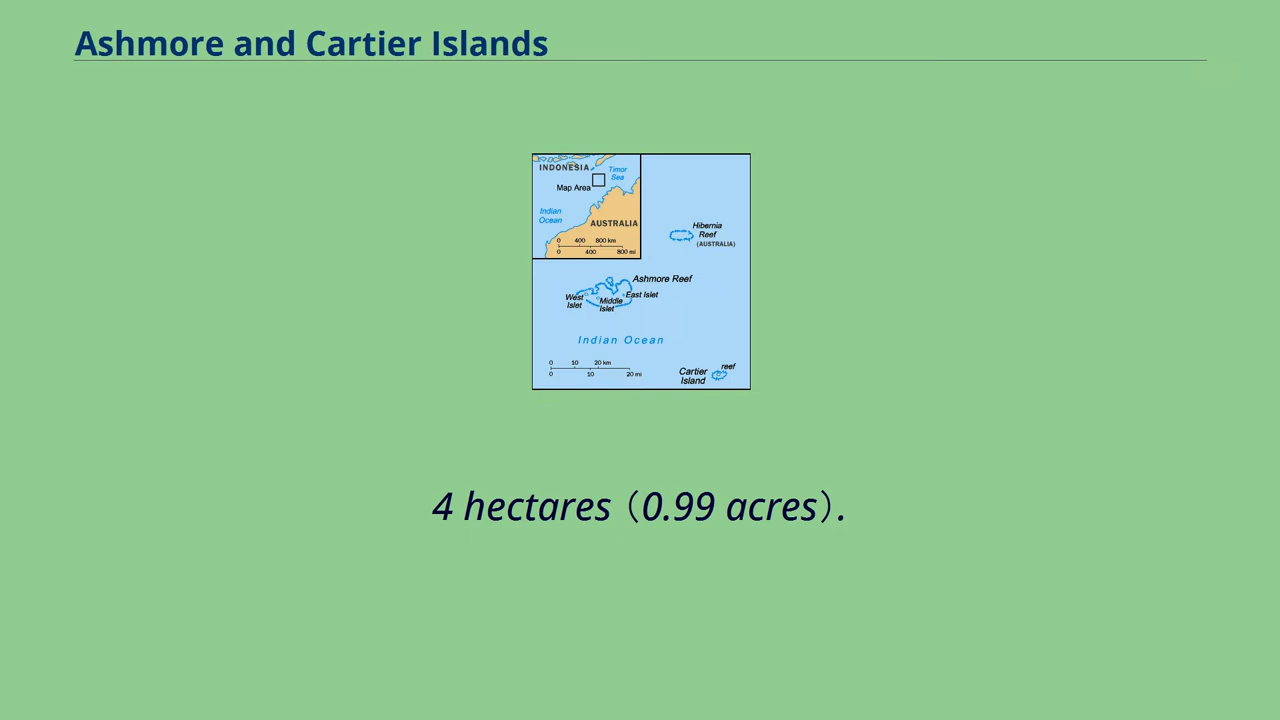 Ashmore and Cartier Islands
INDONESIA
Timor
Sea
Map Area
Indian
Ocean
AUSTRALIA
0 400 800 km
0 400 800 mi
Hibernia
Reef
(AUSTRALIA)
Ashmore Reef
West
Islet
Middle
Islet
East Islet
Indian Ocean
0 10 20 km
0 10 20 mi
reef
Cartier
Island
4 hectares (0.99 acres).